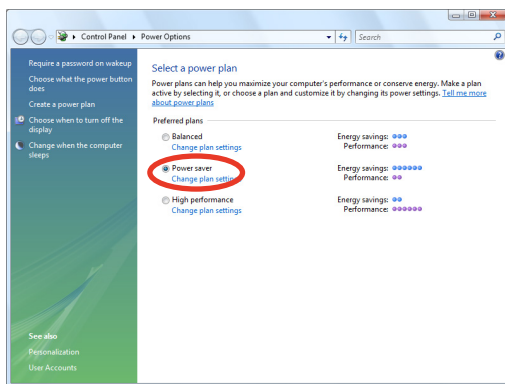 Control Panel Power Options
Search
Require a password on wakeup
Choose what the power button
does
Create a power plan
Choose when to turn off the
display
Change when the computer
sleeps
Select a power plan
Power plans can help you maximize your computer's performance or conserve energy. Make a plan
active by selecting it, or choose a plan and customize it by changing its power settings. Tell me more
about power plans
Preferred plans
Balanced Energy savings:
Change plan settings Performance:
Power saver Energy savings:
Change plan settings Performance:
High performance Energy savings:
Change plan settings Performance:
See also
Personalization
User Accounts